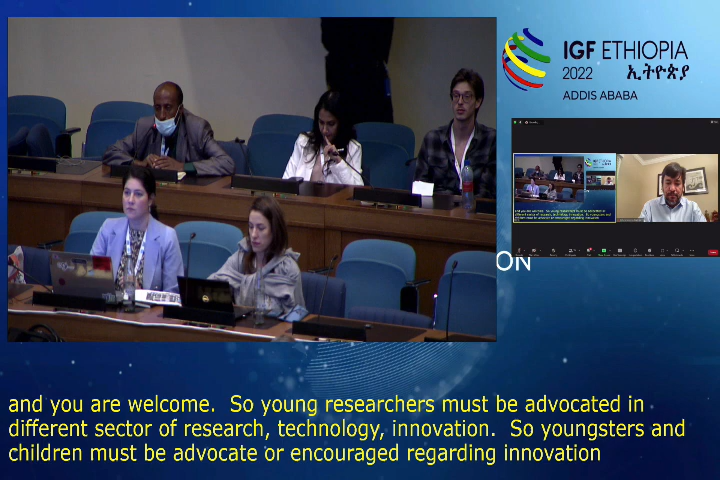 IGF ETHIOPIA
2022 ኢትዮጵያ
ADDIS ABABA
ON
and you are welcome.  So young researchers must be advocated in
different sector of research, technology, innovation.  So youngsters and
children must be advocate or encouraged regarding innovation